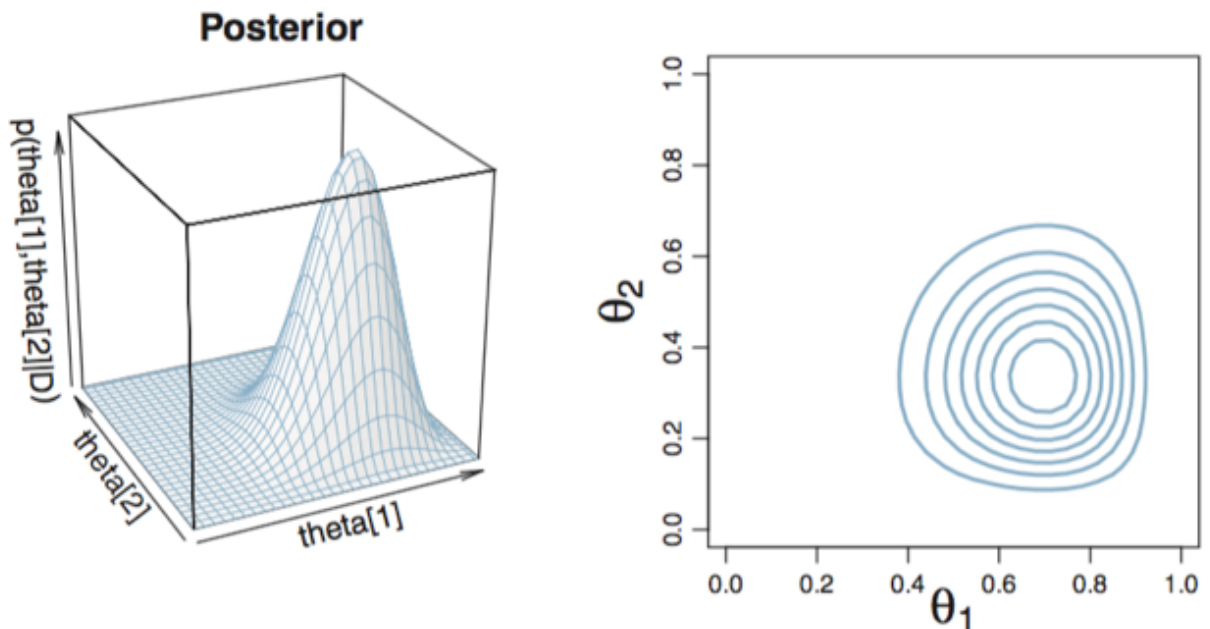 Posterior
p(theta[1],theta[2]||D)
theta[2]
theta[1]
1.0
0.8
0.6
0.4
0.2
0.0
θ2
0.0 0.2 0.4 0.6 0.8 1.0
θ1